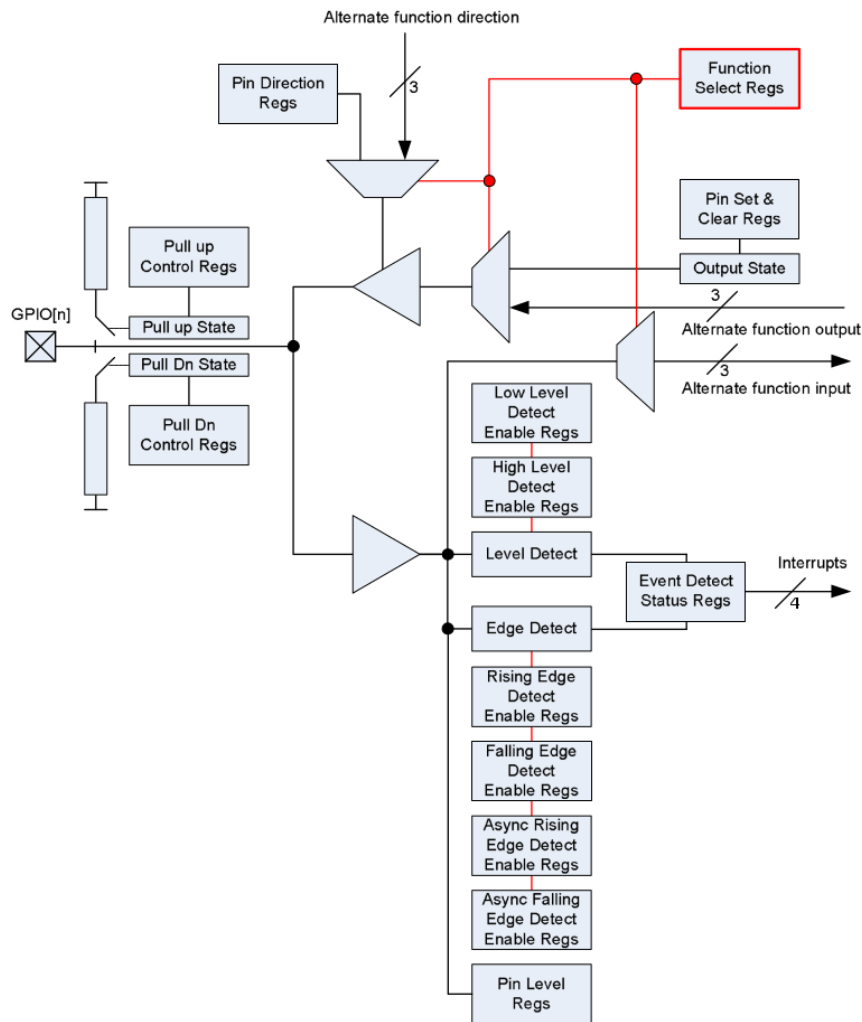 Alternate function direction
3
Pin Direction
Regs
Function
Select Regs
Pin Set &
Clear Regs
Output State
3
Alternate function output
3
Alternate function input
Pull up
Control Regs
GPIO[n]
Pull up State
Pull Dn State
Pull Dn
Control Regs
Low Level
Detect
Enable Regs
High Level
Detect
Enable Regs
Level Detect
Interrupts
Event Detect
Status Regs
4
Edge Detect
Rising Edge
Detect
Enable Regs
Falling Edge
Detect
Enable Regs
Async Rising
Edge Detect
Enable Regs
Async Falling
Edge Detect
Enable Regs
Pin Level
Regs